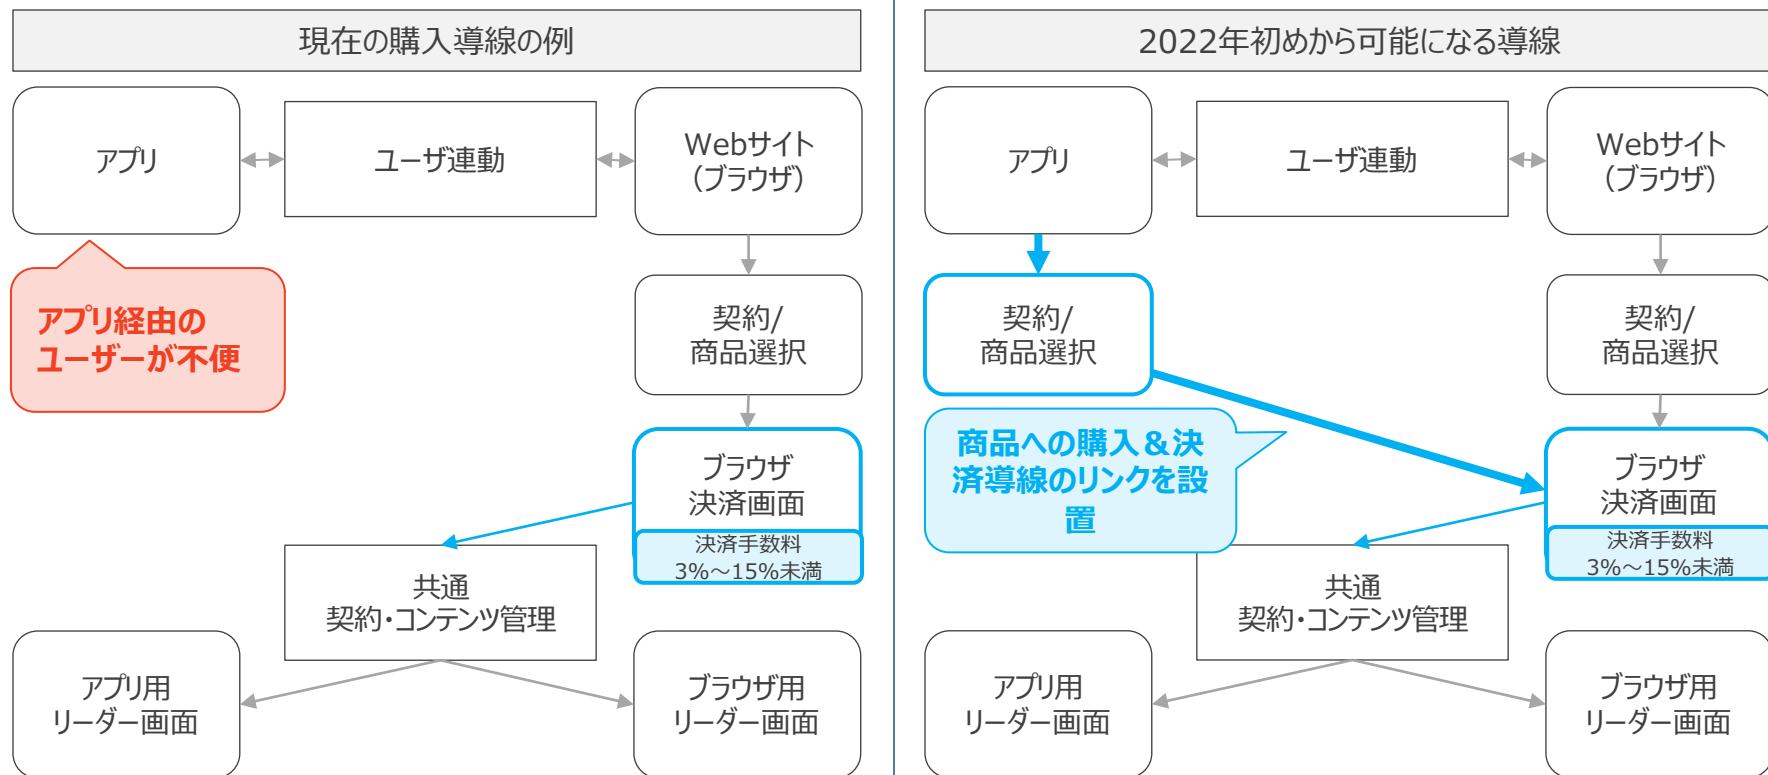 現在の購入導線の例
アプリ
ユーザ連動
Webサイト
（ブラウザ）
アプリ経由の
ユーザーが不便
契約/
商品選択
ブラウザ
決済画面
決済手数料
3%～15%未満
共通
契約・コンテンツ管理
アプリ用
リーダー画面
ブラウザ用
リーダー画面
2022年初めから可能になる導線
アプリ
ユーザ連動
Webサイト
（ブラウザ）
契約/
商品選択
契約/
商品選択
商品への購入＆決
済導線のリンクを設
置
ブラウザ
決済画面
決済手数料
3%～15%未満
共通
契約・コンテンツ管理
アプリ用
リーダー画面
ブラウザ用
リーダー画面